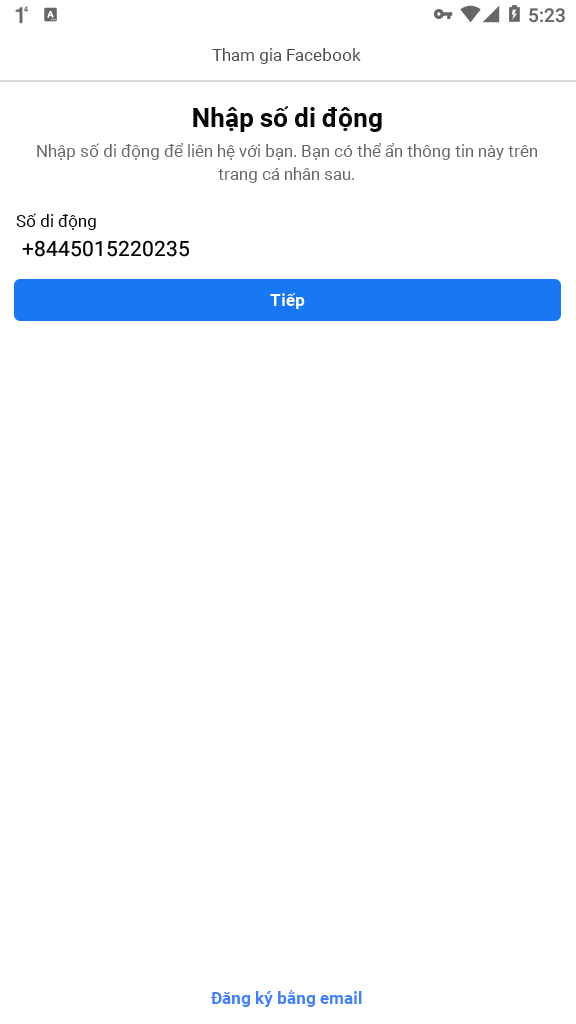 5:23
Tham gia Facebook
Nhập số di động
Nhập số di động để liên hệ với bạn. Bạn có thể ẩn thông tin này trên
trang cá nhân sau.
Số di động
+8445015220235
Tiếp
Đăng ký bằng email